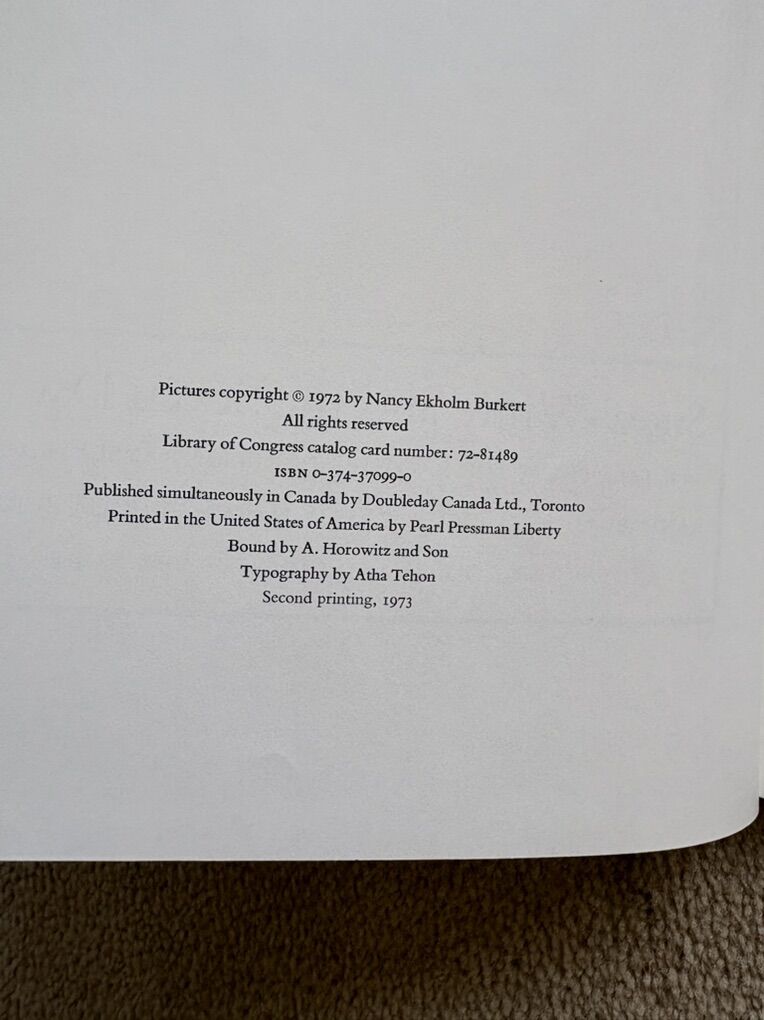 Pictures copyright © 1972 by Nancy Ekholm Burkert
All rights reserved
Library of Congress catalog card number: 72-81489
ISBN 0-374-37099-0
Published simultaneously in Canada by Doubleday Canada Ltd., Toronto
Printed in the United States of America by Pearl Pressman Liberty
Bound by A. Horowitz and Son
Typography by Atha Tehon
Second printing, 1973